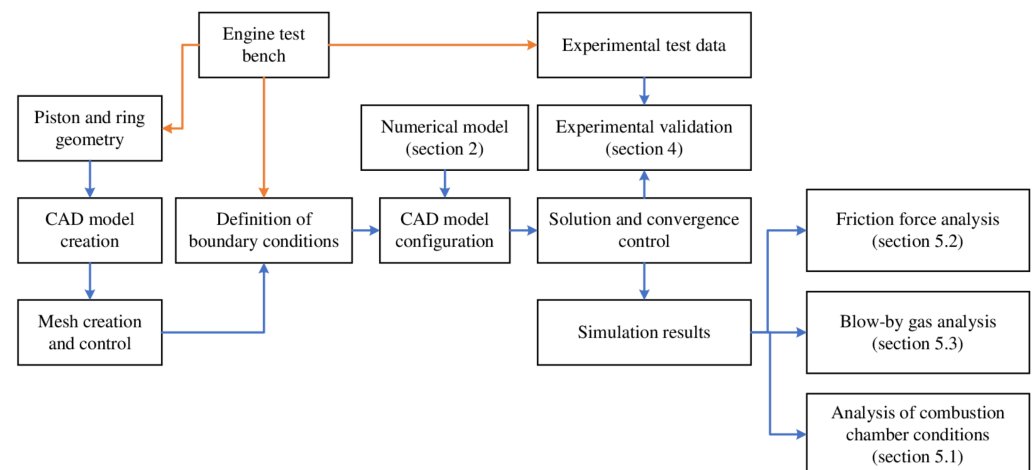 Engine test
bench
Experimental test data
Piston and ring
geometry
Numerical model
(section 2)
Experimental validation
(section 4)
CAD model
creation
Definition of
boundary conditions
CAD model
configuration
Solution and convergence
control
Friction force analysis
(section 5.2)
Mesh creation
and control
Simulation results
Blow-by gas analysis
(section 5.3)
Analysis of combustion
chamber conditions
(section 5.1)